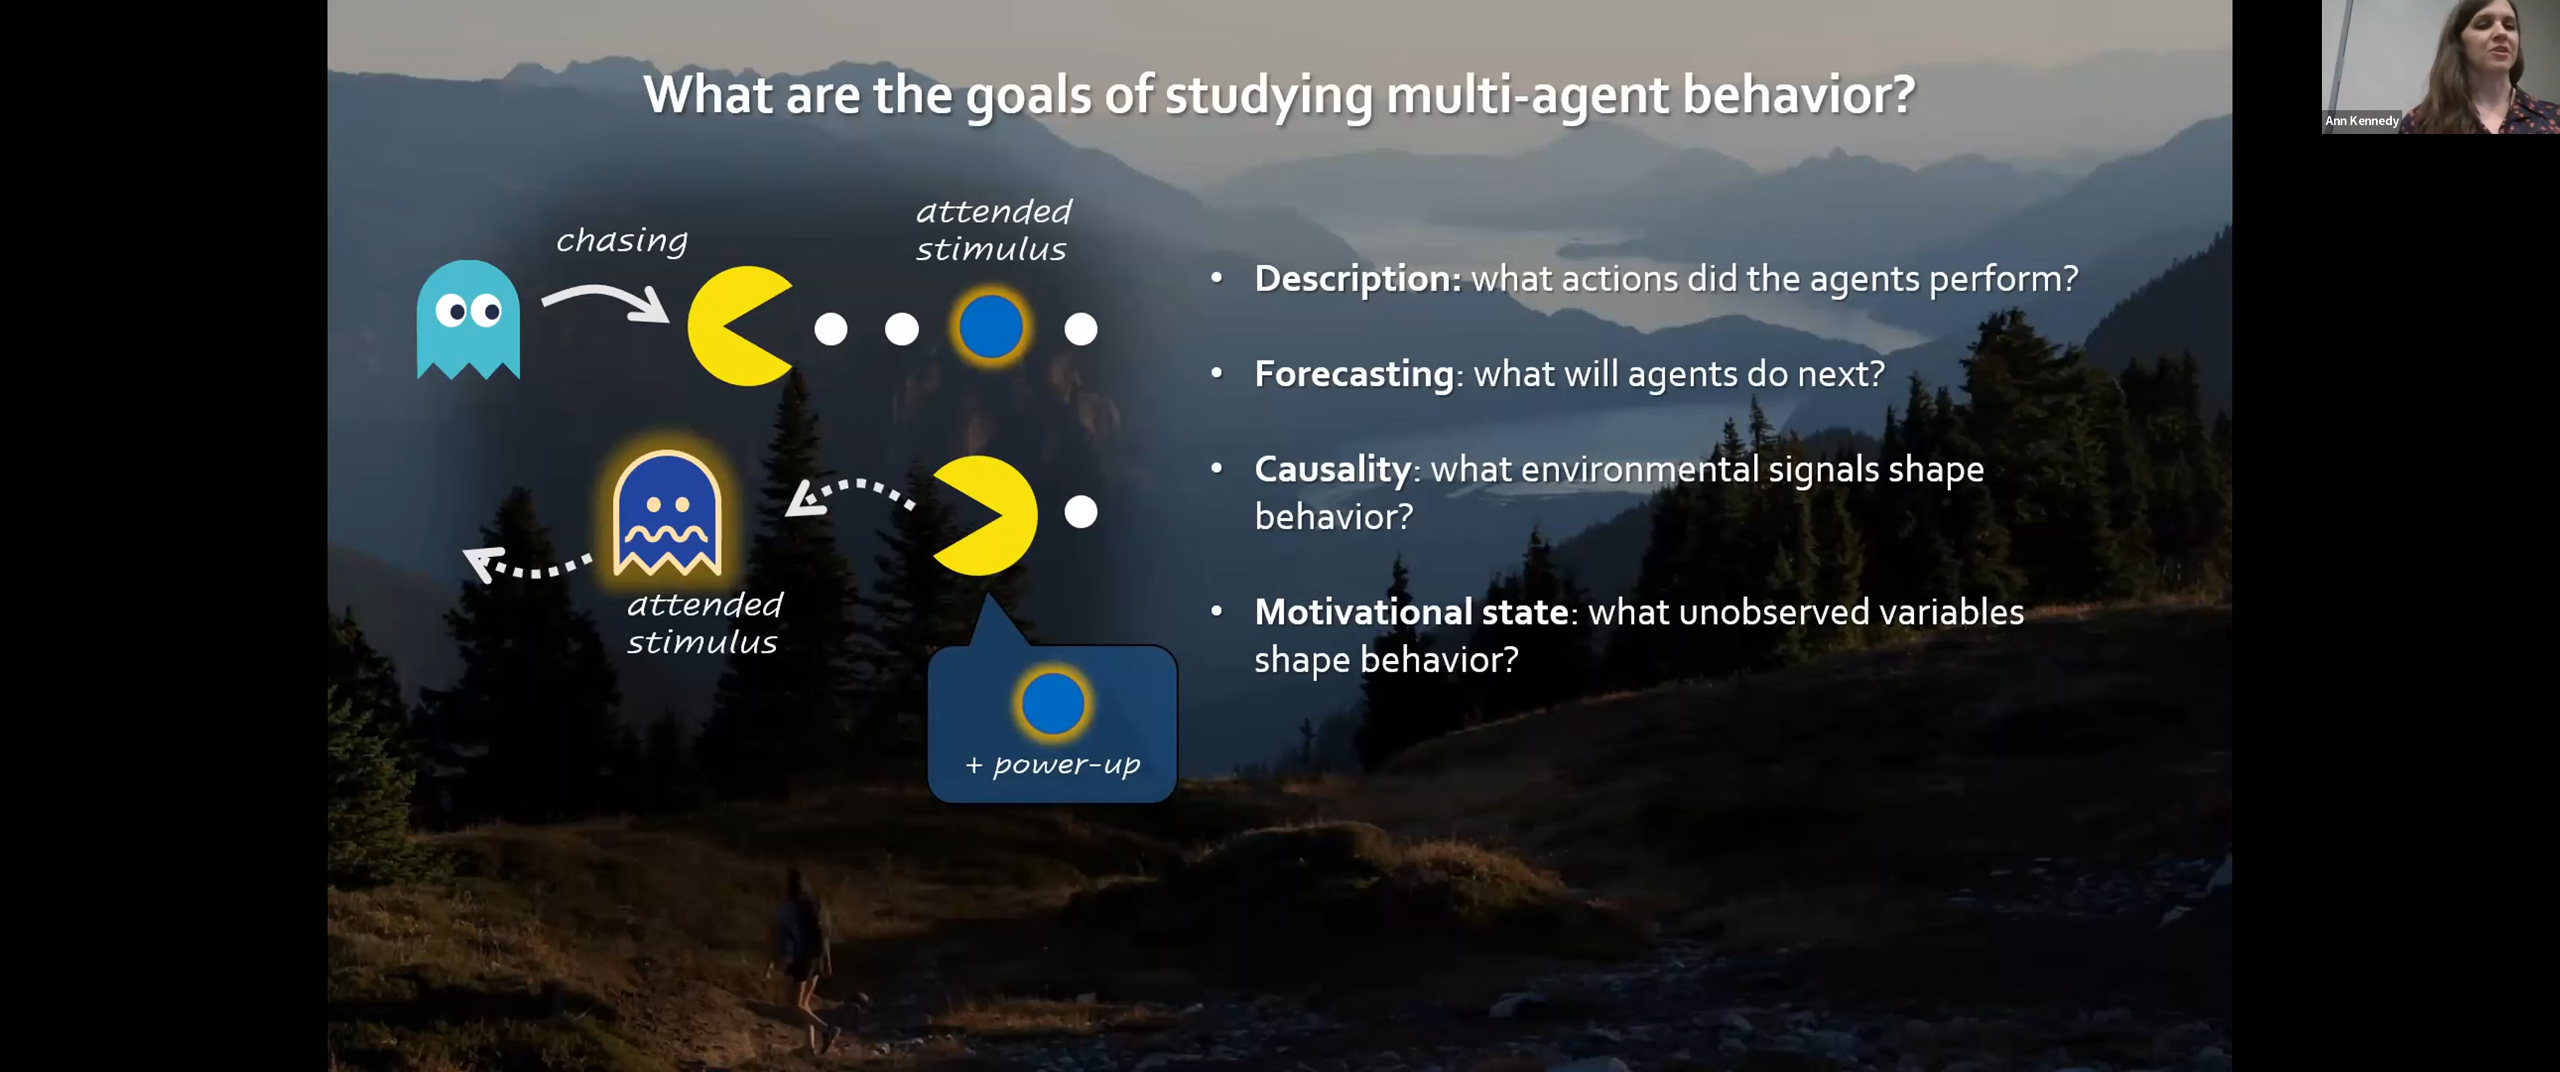 What are the goals of studying multi-agent behavior?
Ann Kennedy
chasing
attended
stimulus
attended
stimulus
+ power-up
• Description: what actions did the agents perform?
• Forecasting: what will agents do next?
• Causality: what environmental signals shape
behavior?
• Motivational state: what unobserved variables
shape behavior?